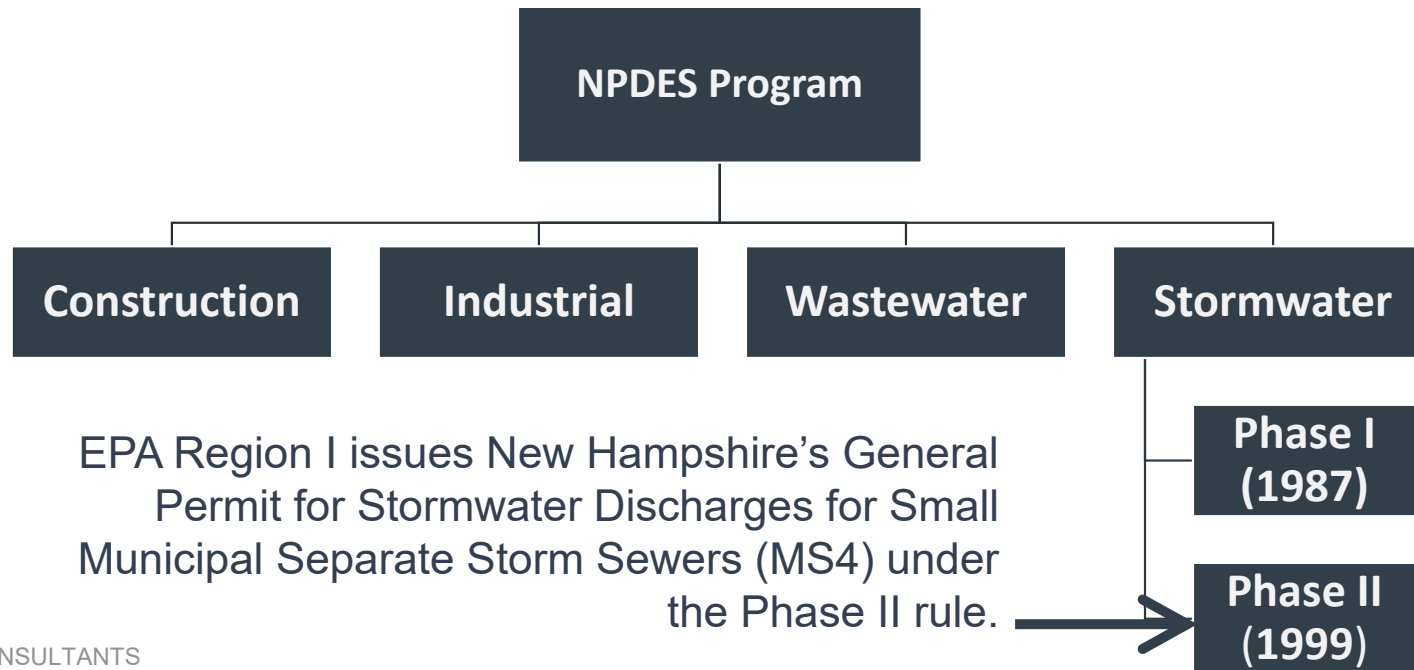 NPDES Program
Construction
Industrial
Wastewater
Stormwater
Phase I
(1987)
EPA Region I issues New Hampshire’s General
Permit for Stormwater Discharges for Small
Municipal Separate Storm Sewers (MS4) under
the Phase II rule.
Phase II
(1999)
NSULTANTS